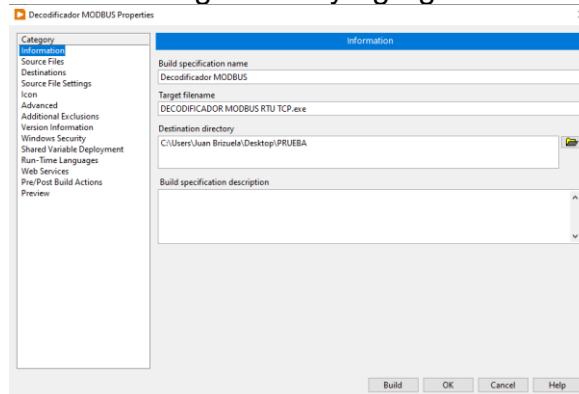 Decodificador MODBUS Properties
Category
Information
Source Files
Destinations
Source File Settings
Icon
Advanced
Additional Exclusions
Version Information
Windows Security
Shared Variable Deployment
Run-Time Languages
Web Services
Pre/Post Build Actions
Preview
Information
Build specification name
Decodificador MODBUS
Target filename
DECODIFICADOR MODBUS RTU TCP.exe
Destination directory
C:\Users\Juan Brizuela\Desktop\PRUEBA
Build specification description
Build OK Cancel Help